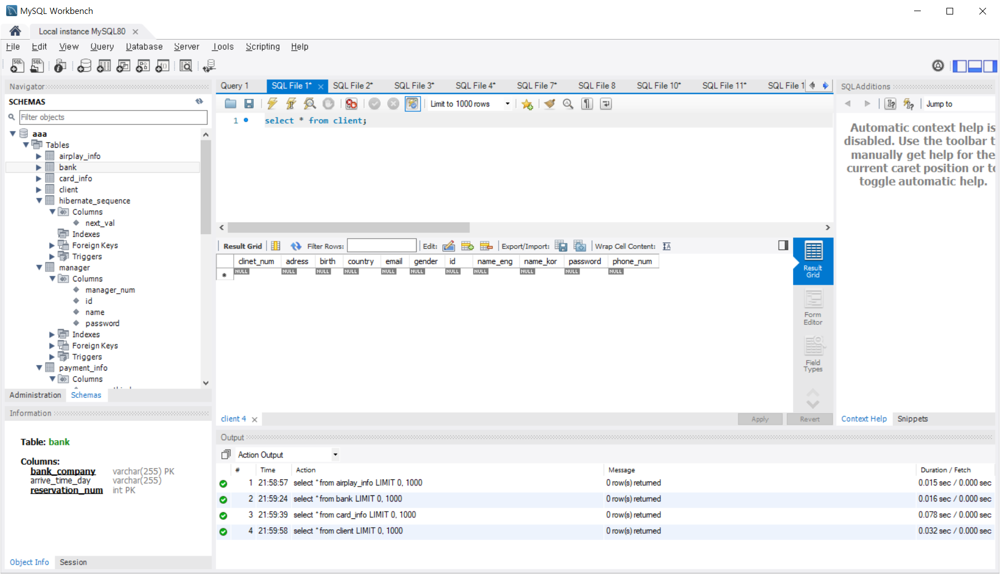 MySQL Workbench
Local instance MySQL80
File Edit View Query Database Server Tools Scripting Help
Navigator
SCHEMAS
Filter objects
aaa
Tables
airplay_info
bank
card_info
client
hibernate_sequence
Columns
next_val
Indexes
Foreign Keys
Triggers
manager
Columns
manager_num
id
name
password
Indexes
Foreign Keys
Triggers
payment_info
Columns
Administration Schemas
Information
Table: bank
Columns:
bank_company varchar(255) PK
arrive_time_day varchar(255)
reservation_num int PK
Object Info Session
Query 1 SQL File 1* SQL File 2* SQL File 3* SQL File 4* SQL File 7* SQL File 8 SQL File 10* SQL File 11* SQL File 1
Limit to 1000 rows
1 select * from client;
Result Grid Filter Rows: Edit: Export/Import: Wrap Cell Content:
clinet_num adress birth country email gender id name_eng name_kor password phone_num
NULL NULL NULL NULL NULL NULL NULL NULL NULL NULL NULL
Result
Grid
Form
Editor
Field
Types
client 4 Apply Revert
SQLAdditions
Jump to
Automatic context help is
disabled. Use the toolbar t
manually get help for the
current caret position or to
toggle automatic help.
Context Help Snippets
Output
Action Output
# Time Action Message Duration / Fetch
1 21:58:57 select * from airplay_info LIMIT 0, 1000 0 row(s) returned 0.015 sec / 0.000 sec
2 21:59:24 select * from bank LIMIT 0, 1000 0 row(s) returned 0.016 sec / 0.000 sec
3 21:59:39 select * from card_info LIMIT 0, 1000 0 row(s) returned 0.078 sec / 0.000 sec
4 21:59:58 select * from client LIMIT 0, 1000 0 row(s) returned 0.032 sec / 0.000 sec